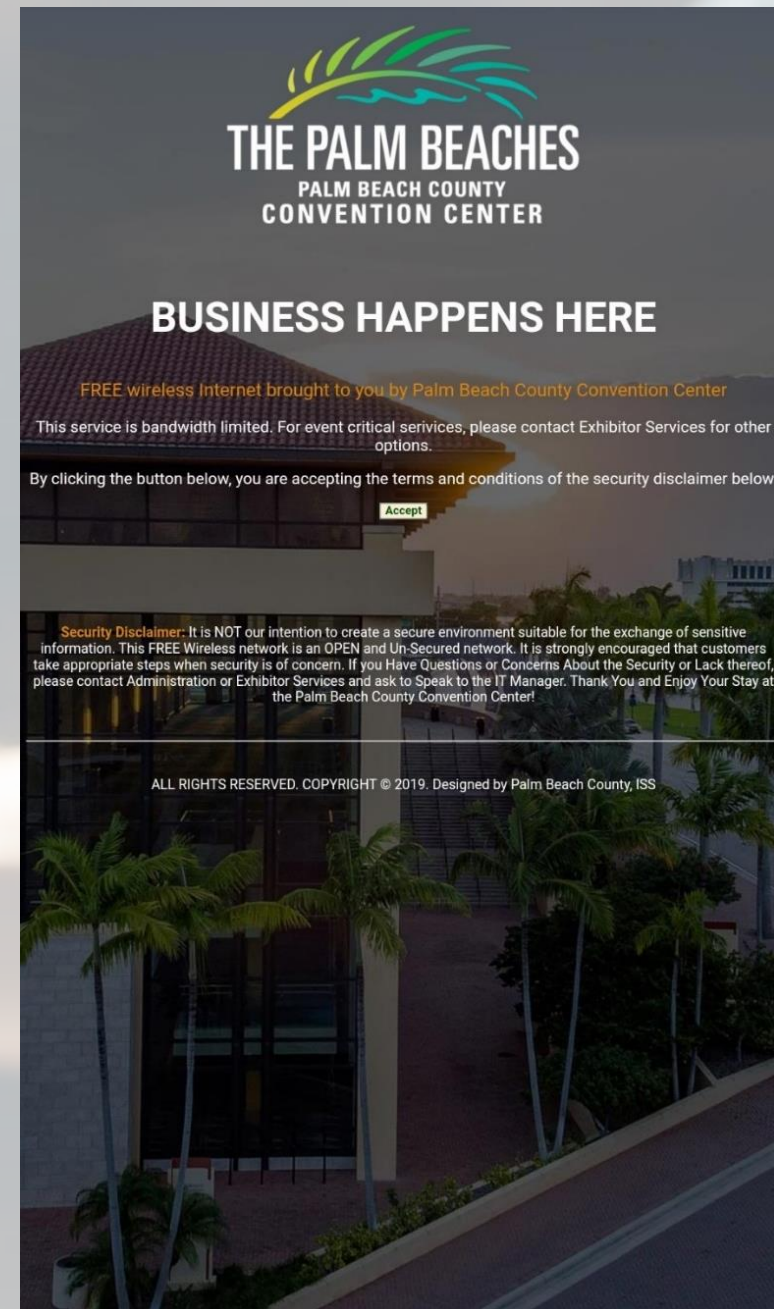 THE PALM BEACHES
PALM BEACH COUNTY
CONVENTION CENTER
BUSINESS HAPPENS HERE
FREE wireless Internet brought to you by Palm Beach County Convention Center
This service is bandwidth limited. For event critical serivices, please contact Exhibitor Services for other
options.
By clicking the button below, you are accepting the terms and conditions of the security disclaimer below
Accept
Security Disclaimer: It is NOT our intention to create a secure environment suitable for the exchange of sensitive
information. This FREE Wireless network is an OPEN and Un-Secured network. It is strongly encouraged that customers
take appropriate steps when security is of concern. If you Have Questions or Concerns About the Security or Lack thereof,
please contact Administration or Exhibitor Services and ask to Speak to the IT Manager. Thank You and Enjoy Your Stay at
the Palm Beach County Convention Center!
ALL RIGHTS RESERVED. COPYRIGHT © 2019. Designed by Palm Beach County, ISS